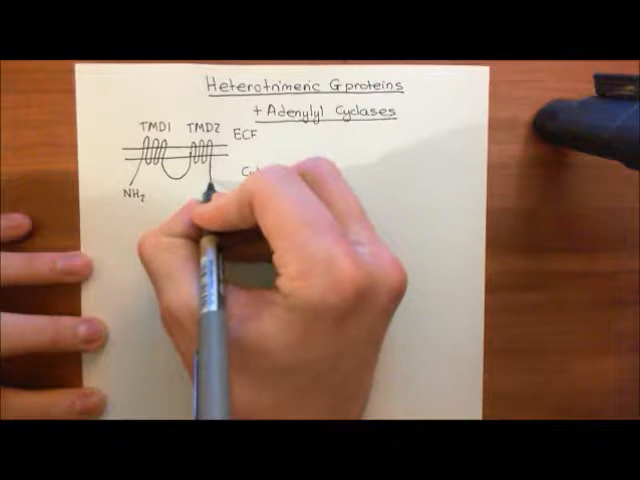 Heterotrimeric G proteins
+ Adenylyl Cyclases
TMD1 TMD2
ECF
NH2